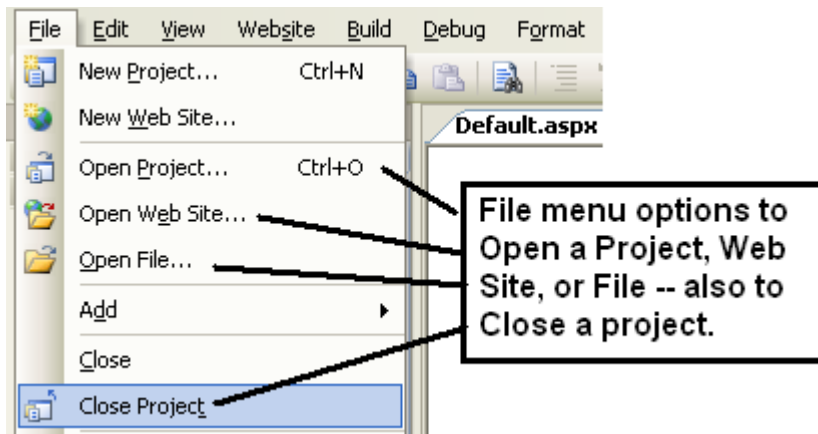 File Edit View Website Build Debug Format
New Project... Ctrl+N
New Web Site...
Default.aspx
Open Project... Ctrl+O
Open Web Site...
Open File...
Add
Close
Close Project
File menu options to
Open a Project, Web
Site, or File -- also to
Close a project.